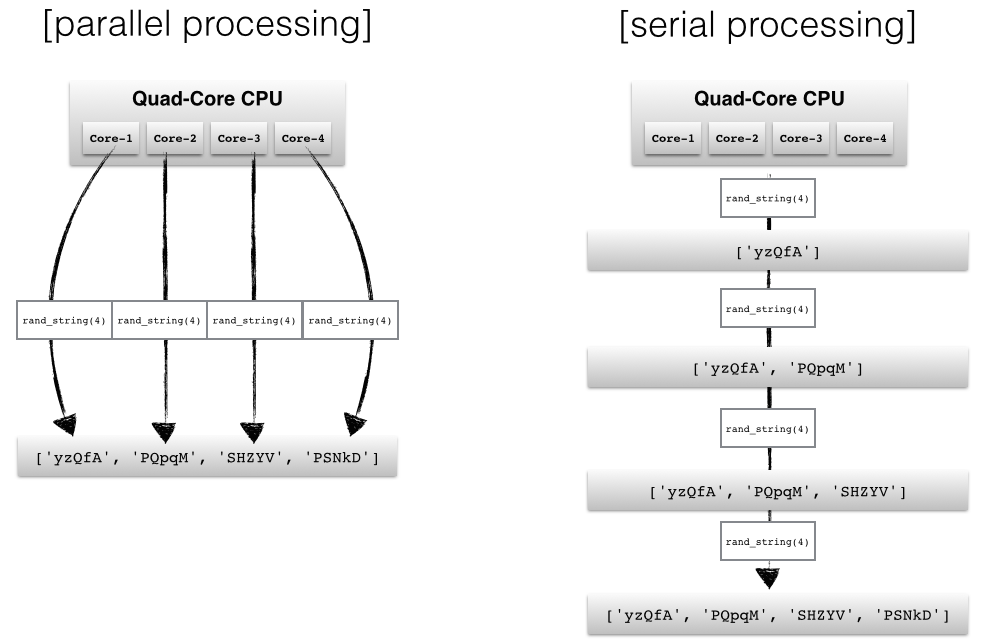 [parallel processing]
Quad-Core CPU
Core-1 Core-2 Core-3 Core-4
rand_string(4) rand_string(4) rand_string(4) rand_string(4)
['yzQfA', 'PQpqM', 'SHZYV', 'PSNkD']
[serial processing]
Quad-Core CPU
Core-1 Core-2 Core-3 Core-4
rand_string(4)
['yzQfA']
rand_string(4)
['yzQfA', 'PQpqM']
rand_string(4)
['yzQfA', 'PQpqM', 'SHZYV']
rand_string(4)
['yzQfA', 'PQpqM', 'SHZYV', 'PSNkD']